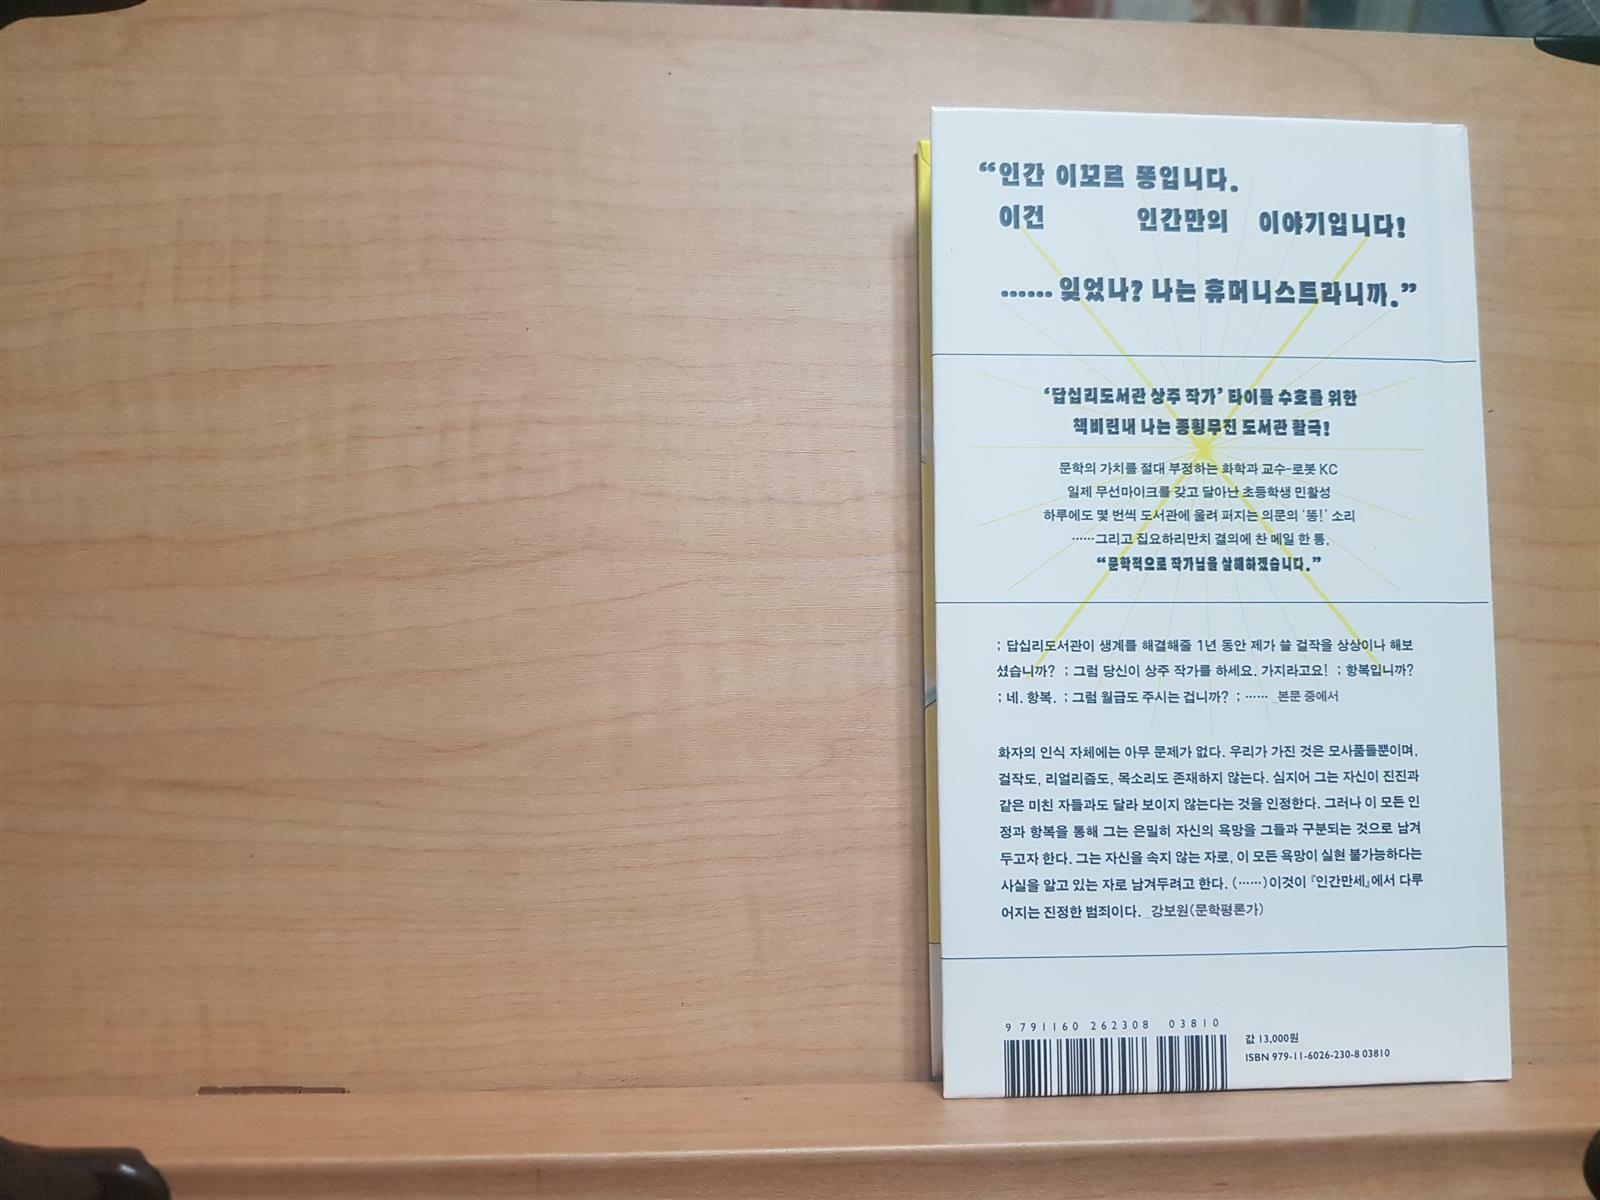 “인간 이꼬르 똥입니다.
이건 인간만의 이야기입니다!
…… 잊었나? 나는 휴머니스트라니까.”
‘답십리도서관 상주 작가’ 타이틀 수호를 위한
책비린내 나는 종횡무진 도서관 활극!
문학의 가치를 절대 부정하는 화학과 교수-로봇 KC
일제 무선마이크를 갖고 달아난 초등학생 민활성
하루에도 몇 번씩 도서관에 울려 퍼지는 의문의 ‘똥!’ 소리
……그리고 집요하리만치 결의에 찬 메일 한 통,
“문학적으로 작가님을 살해하겠습니다.”
; 답십리도서관이 생계를 해결해줄 1년 동안 제가 쓸 걸작을 상상이나 해보
셨습니까? ; 그럼 당신이 상주 작가를 하세요. 가지라고요! ; 항복입니까?
; 네. 항복. ; 그럼 월급도 주시는 겁니까? ; …… _본문 중에서
화자의 인식 자체에는 아무 문제가 없다. 우리가 가진 것은 모사품들뿐이며,
걸작도, 리얼리즘도, 목소리도 존재하지 않는다. 심지어 그는 자신이 진진과
같은 미친 자들과도 달라 보이지 않는다는 것을 인정한다. 그러나 이 모든 인
정과 항복을 통해 그는 은밀히 자신의 욕망을 그들과 구분되는 것으로 남겨
두고자 한다. 그는 자신을 속지 않는 자로, 이 모든 욕망이 실현 불가능하다는
사실을 알고 있는 자로 남겨두려고 한다. (……) 이것이 『인간만세』에서 다루
어지는 진정한 범죄이다. _강보원(문학평론가)
9 791160 262308 03810
값 13,000원
ISBN 979-11-6026-230-8 03810